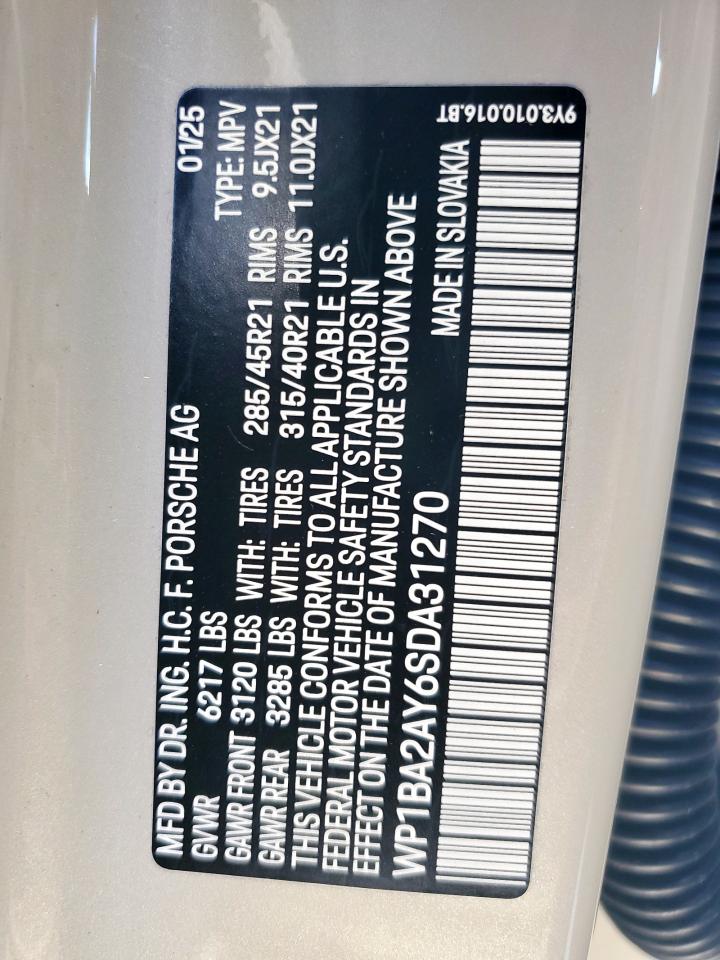 MFD BY DR. ING. H.C. F. PORSCHE AG 01/25
GVWR 6217 LBS TYPE: MPV
GAWR FRONT 3120 LBS WITH: TIRES 285/45R21 RIMS 9.5JX21
GAWR REAR 3285 LBS WITH: TIRES 315/40R21 RIMS 11.0JX21
THIS VEHICLE CONFORMS TO ALL APPLICABLE U.S.
FEDERAL MOTOR VEHICLE SAFETY STANDARDS IN
EFFECT ON THE DATE OF MANUFACTURE SHOWN ABOVE
WP1BA2AY6SDA31270
MADE IN SLOVAKIA
9Y3.010.016.BT